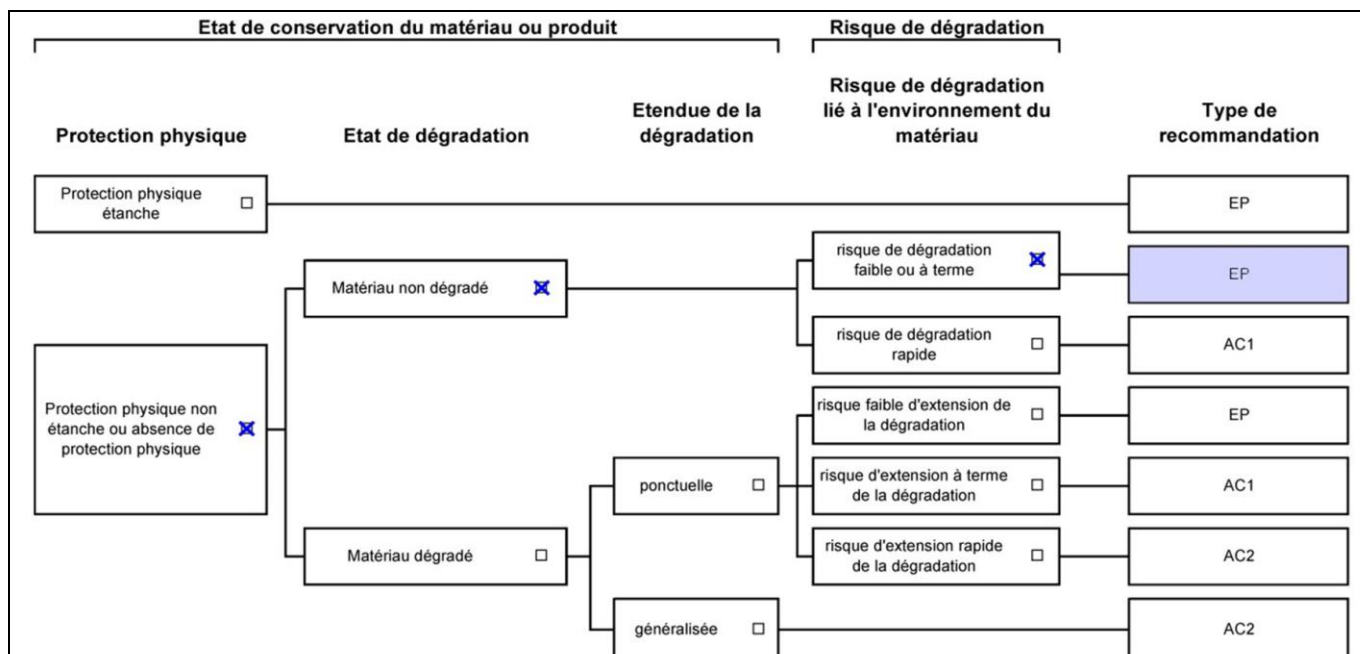 Etat de conservation du matériau ou produit
Risque de dégradation
Protection physique
Etat de dégradation
Etendue de la
dégradation
Risque de dégradation
lié à l'environnement du
matériau
Type de
recommandation
Protection physique
étanche
EP
Protection physique non
étanche ou absence de
protection physique
Matériau non dégradé
risque de dégradation
faible ou à terme
EP
risque de dégradation
rapide
AC1
Matériau dégradé
ponctuelle
risque faible d'extension de
la dégradation
EP
risque d'extension à terme
de la dégradation
AC1
risque d'extension rapide
de la dégradation
AC2
généralisée
AC2